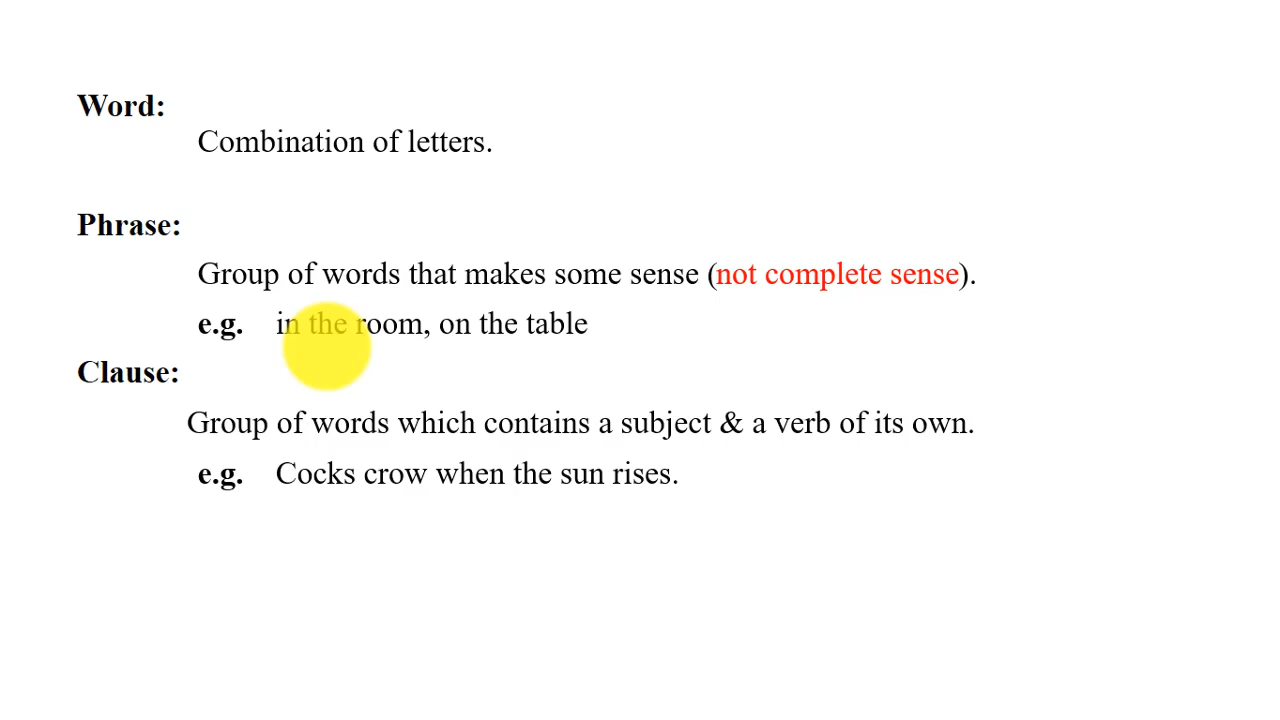 Word:
Combination of letters.
Phrase:
Group of words that makes some sense (not complete sense).
e.g. in the room, on the table
Clause:
Group of words which contains a subject & a verb of its own.
e.g. Cocks crow when the sun rises.